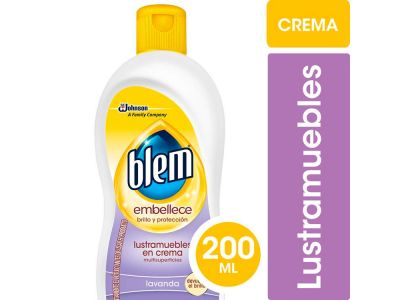 CREMA
Lustramuebles
SC Johnson
A Family Company
blem
embellece
brillo y protección
lustramuebles
en crema
multisuperficies
lavanda
200
ML